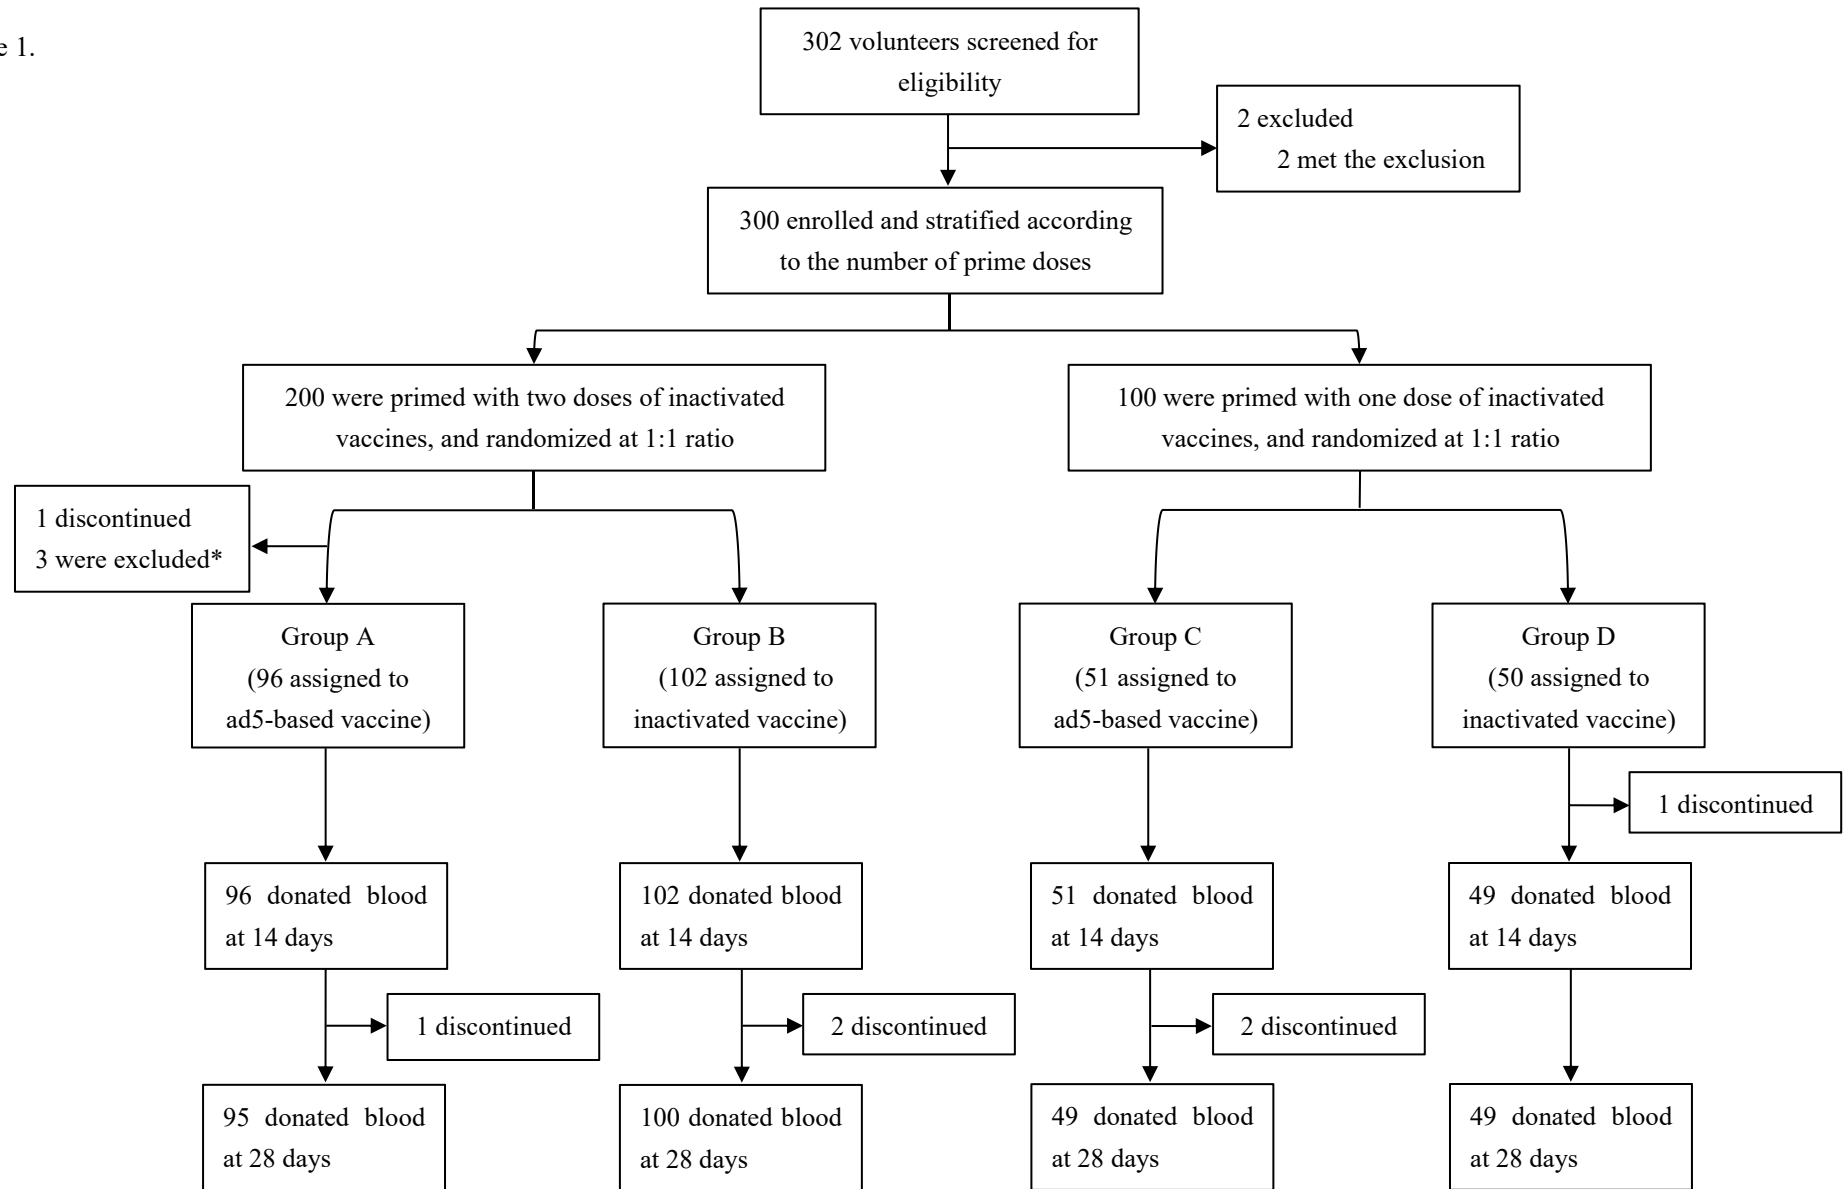 e 1.
302 volunteers screened for
eligibility
2 excluded
2 met the exclusion
300 enrolled and stratified according
to the number of prime doses
200 were primed with two doses of inactivated
vaccines, and randomized at 1:1 ratio
100 were primed with one dose of inactivated
vaccines, and randomized at 1:1 ratio
1 discontinued
3 were excluded*
Group A
(96 assigned to
ad5-based vaccine)
Group B
(102 assigned to
inactivated vaccine)
Group C
(51 assigned to
ad5-based vaccine)
Group D
(50 assigned to
inactivated vaccine)
1 discontinued
96 donated blood
at 14 days
102 donated blood
at 14 days
51 donated blood
at 14 days
49 donated blood
at 14 days
1 discontinued
2 discontinued
2 discontinued
95 donated blood
at 28 days
100 donated blood
at 28 days
49 donated blood
at 28 days
49 donated blood
at 28 days